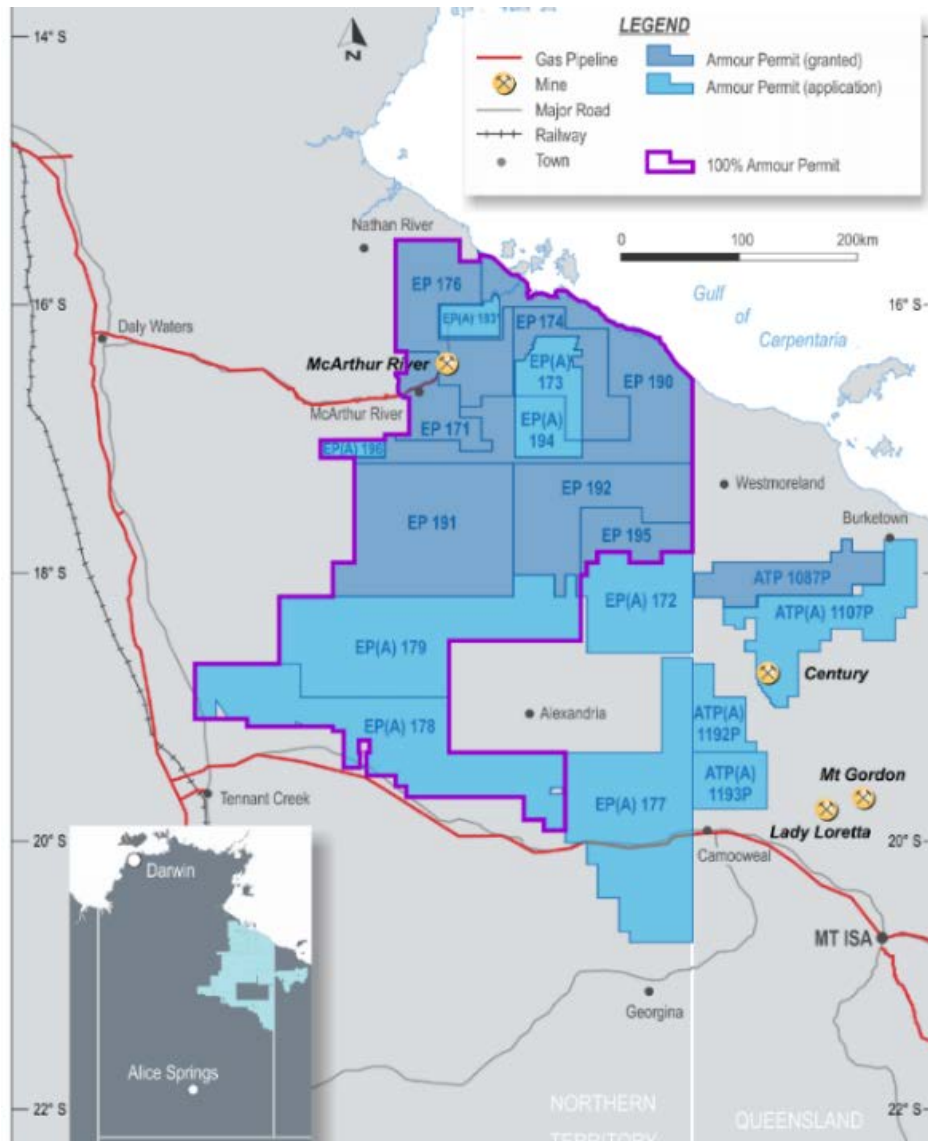 14° S
LEGEND
Gas Pipeline
Mine
Major Road
Railway
Town
Armour Permit (granted)
Armour Permit (application)
100% Armour Permit
N
Nathan River
0 100 200km
16° S
16° S
EP 176
EP(A) 193
EP 174
Gulf
of
Carpentaria
Daly Waters
McArthur River
McArthur River
EP(A)
173
EP 190
EP 171
EP(A)
194
EP(A) 196
EP 191
EP 192
EP 195
Westmoreland
Burketown
18° S
18° S
ATP 1087P
EP(A) 172
ATP(A) 1107P
EP(A) 179
Century
EP(A) 178
Alexandria
ATP(A)
1192P
ATP(A)
1193P
Mt Gordon
Lady Loretta
Tennant Creek
EP(A) 177
20° S
20° S
Camooweal
Darwin
MT ISA
Georgina
Alice Springs
22° S
22° S
NORTHERN
TERRITORY
QUEENSLAND